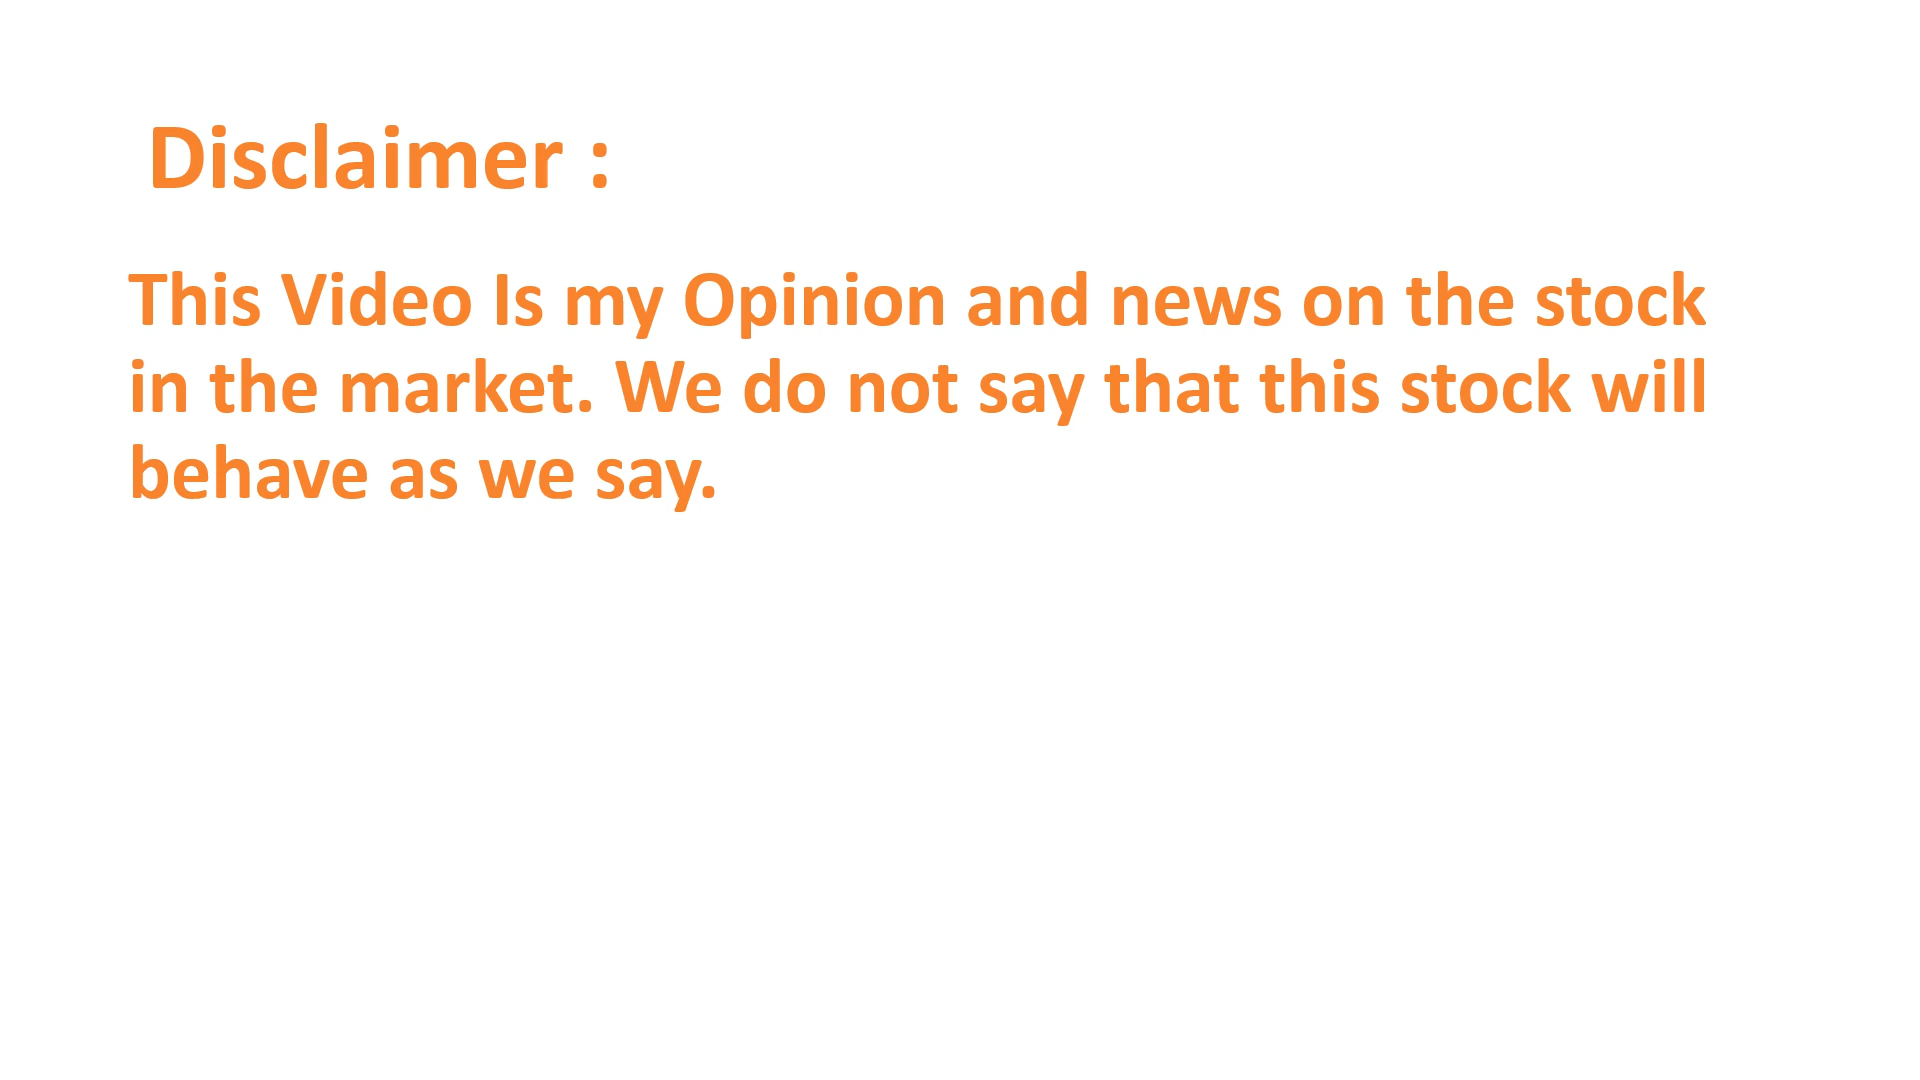 Disclaimer :
This Video Is my Opinion and news on the stock
in the market. We do not say that this stock will
behave as we say.